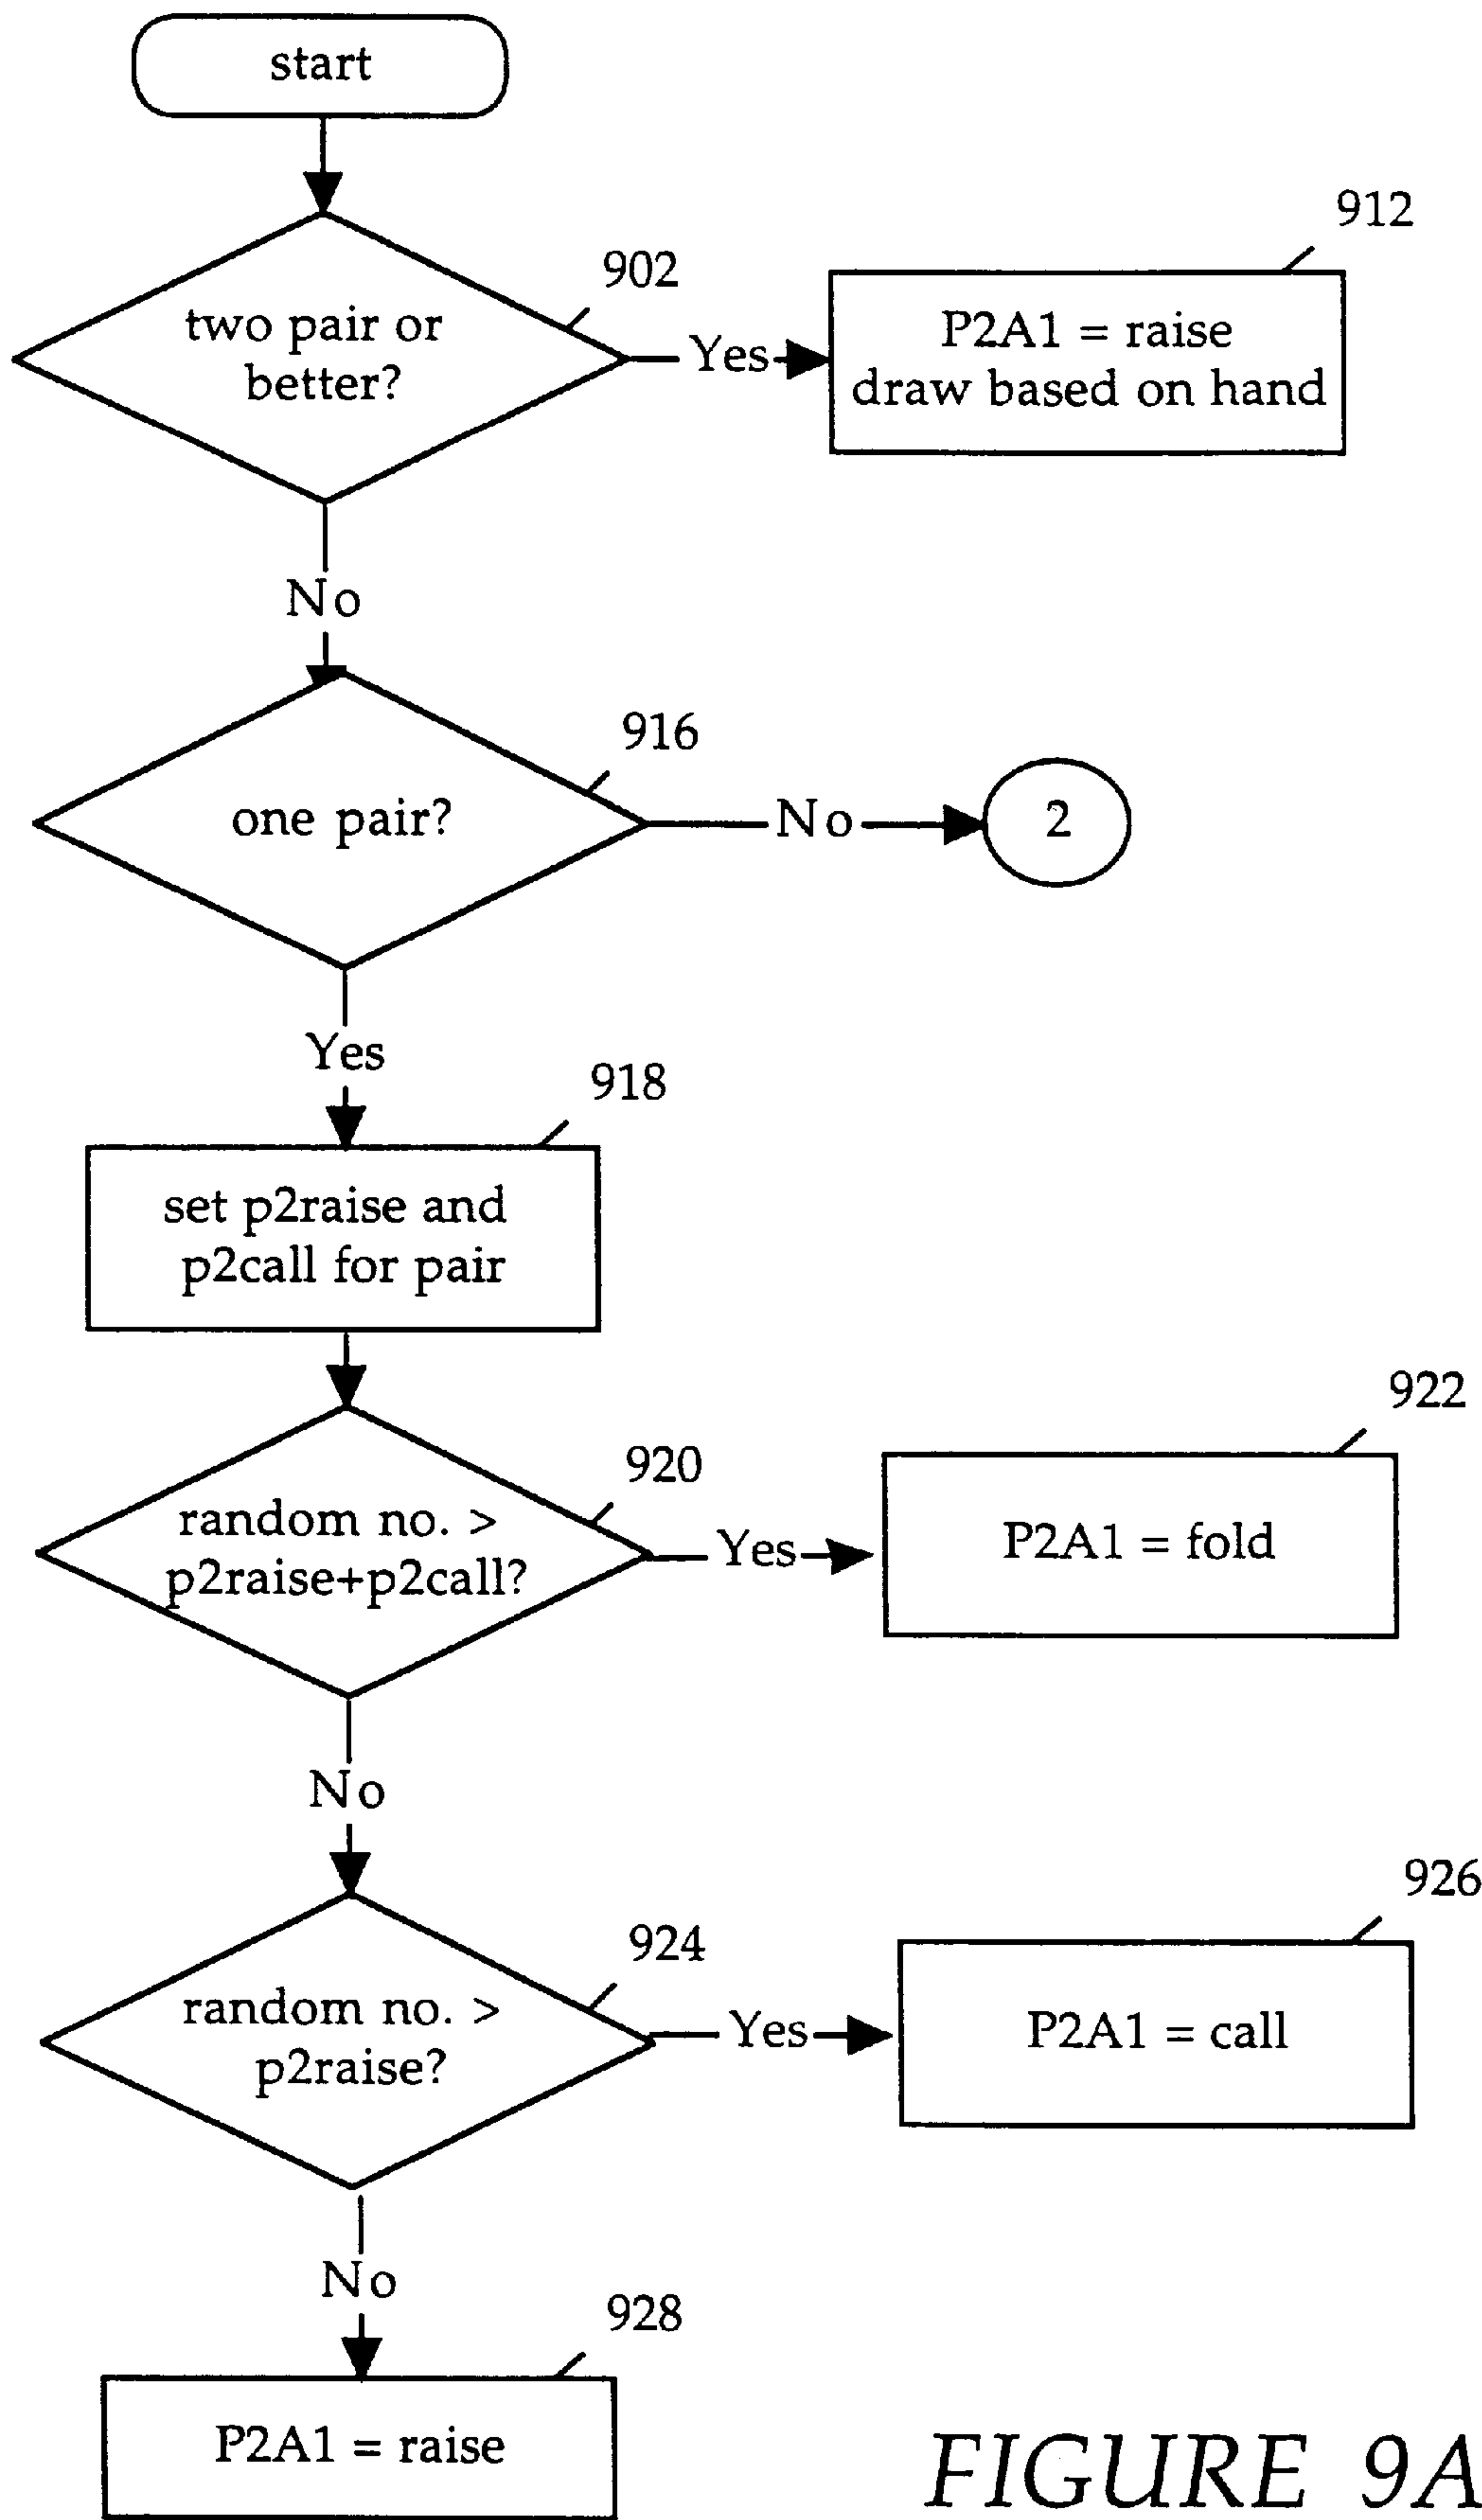 start
912
902
two pair or
better?
Yes
P2A1 = raise
draw based on hand
No
916
one pair?
No
2
Yes
918
set p2raise and
p2call for pair
922
920
random no. >
p2raise+p2call?
Yes
P2A1 = fold
No
926
924
random no. >
p2raise?
Yes
P2A1 = call
No
928
P2A1 = raise
FIGURE 9A